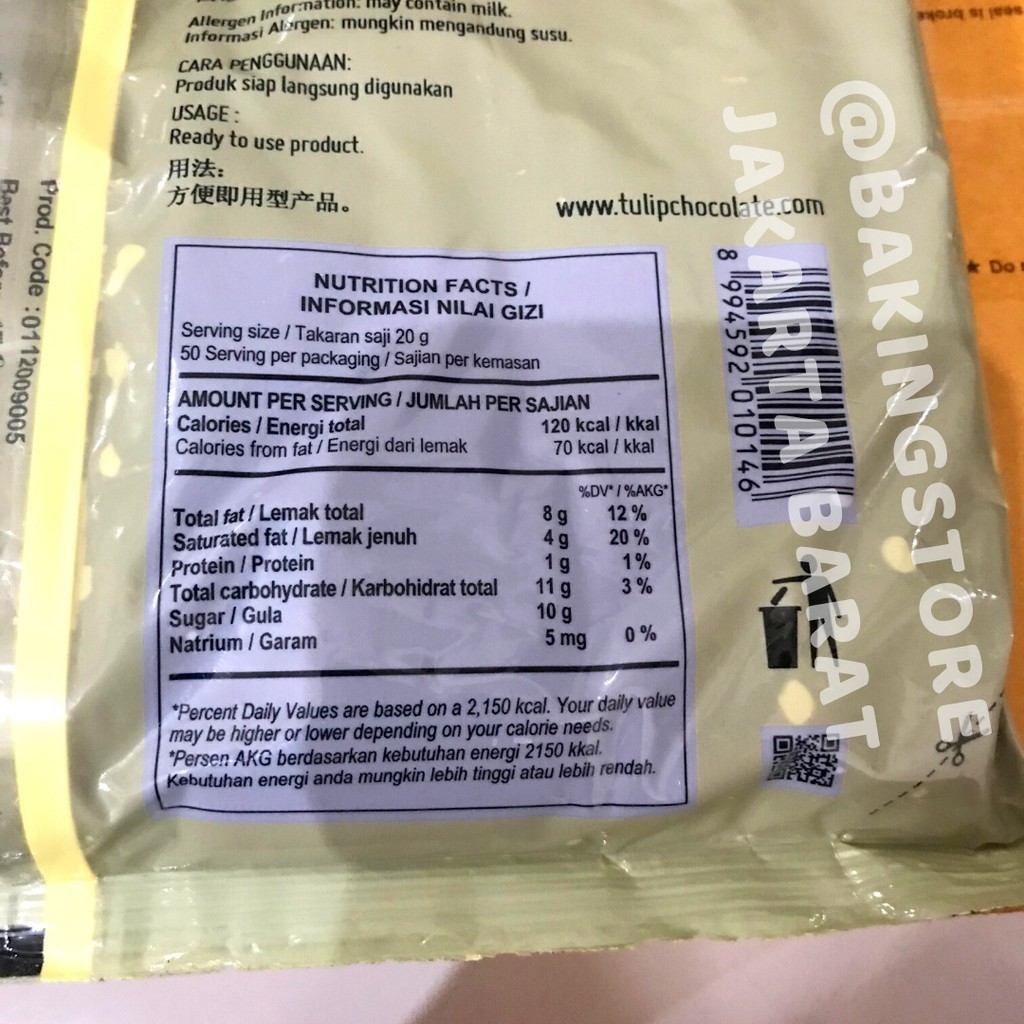 Allergen Information: may contain milk.
Informasi Alergen: mungkin mengandung susu.
CARA PENGGUNAAN:
Produk siap langsung digunakan
USAGE :
Ready to use product.
用法：
方便即用型产品。
www.tulipchocolate.com
NUTRITION FACTS /
INFORMASI NILAI GIZI
Serving size / Takaran saji 20 g
50 Serving per packaging / Sajian per kemasan
AMOUNT PER SERVING / JUMLAH PER SAJIAN
Calories / Energi total 120 kcal / kkal
Calories from fat / Energi dari lemak 70 kcal / kkal
%DV* / %AKG*
Total fat / Lemak total 8 g 12 %
Saturated fat / Lemak jenuh 4 g 20 %
Protein / Protein 1 g 1 %
Total carbohydrate / Karbohidrat total 11 g 3 %
Sugar / Gula 10 g
Natrium / Garam 5 mg 0 %
*Percent Daily Values are based on a 2,150 kcal. Your daily value
may be higher or lower depending on your calorie needs.
*Persen AKG berdasarkan kebutuhan energi 2150 kkal.
Kebutuhan energi anda mungkin lebih tinggi atau lebih rendah.
8 994592 010146
@BAKINGSTORE
JAKARTA BARAT
Prod. Code : 0112009005
Best
seal is broke
★ Do